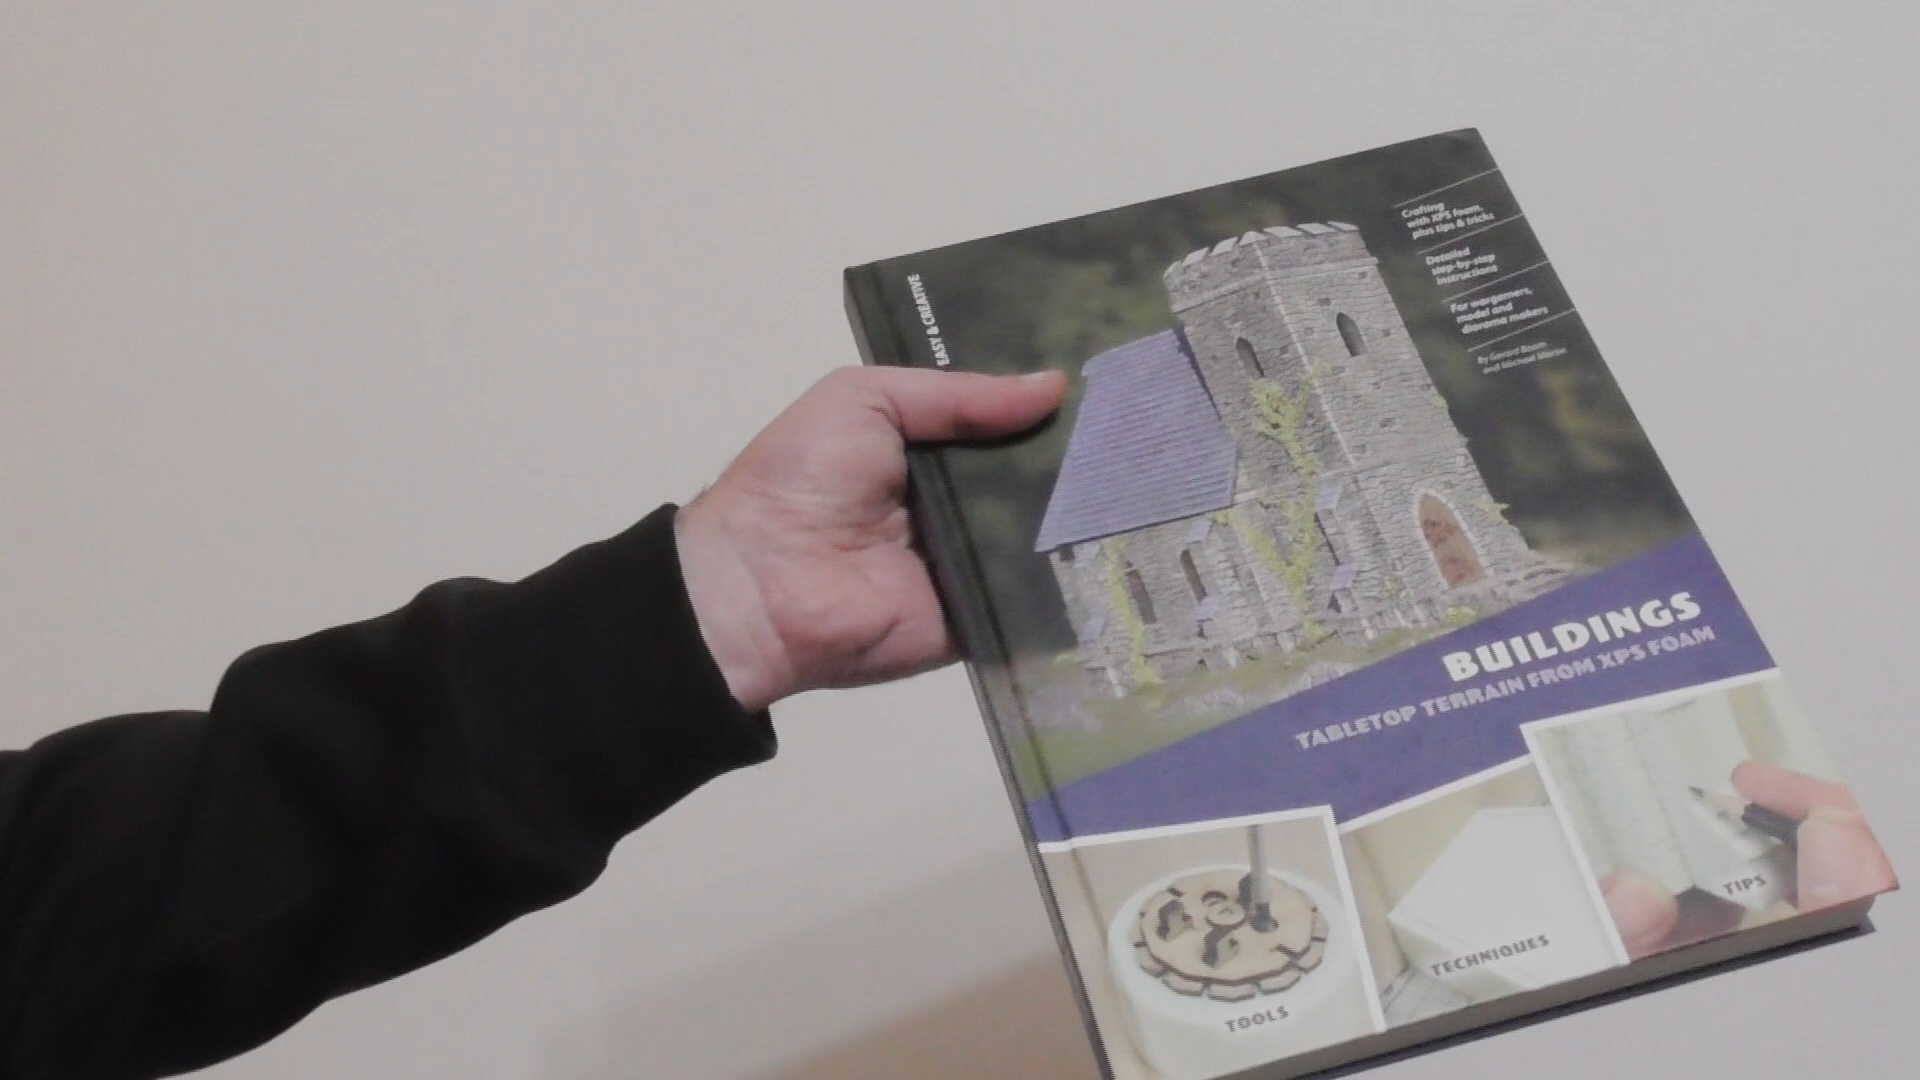 EASY & CREATIVE
Crafting
with XPS foam,
plus tips & tricks
Detailed
step-by-step
instructions
For wargamers,
model and
diorama makers
By Gerard Boom
and Michael
BUILDINGS
TABLETOP TERRAIN FROM XPS FOAM
TOOLS
TECHNIQUES
TIPS